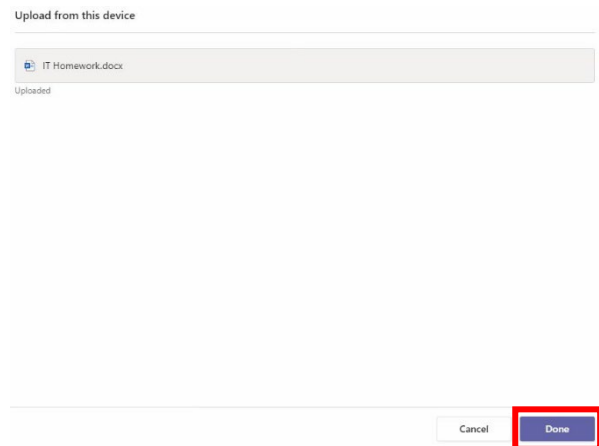 Upload from this device
IT Homework.docx
Uploaded
Cancel
Done